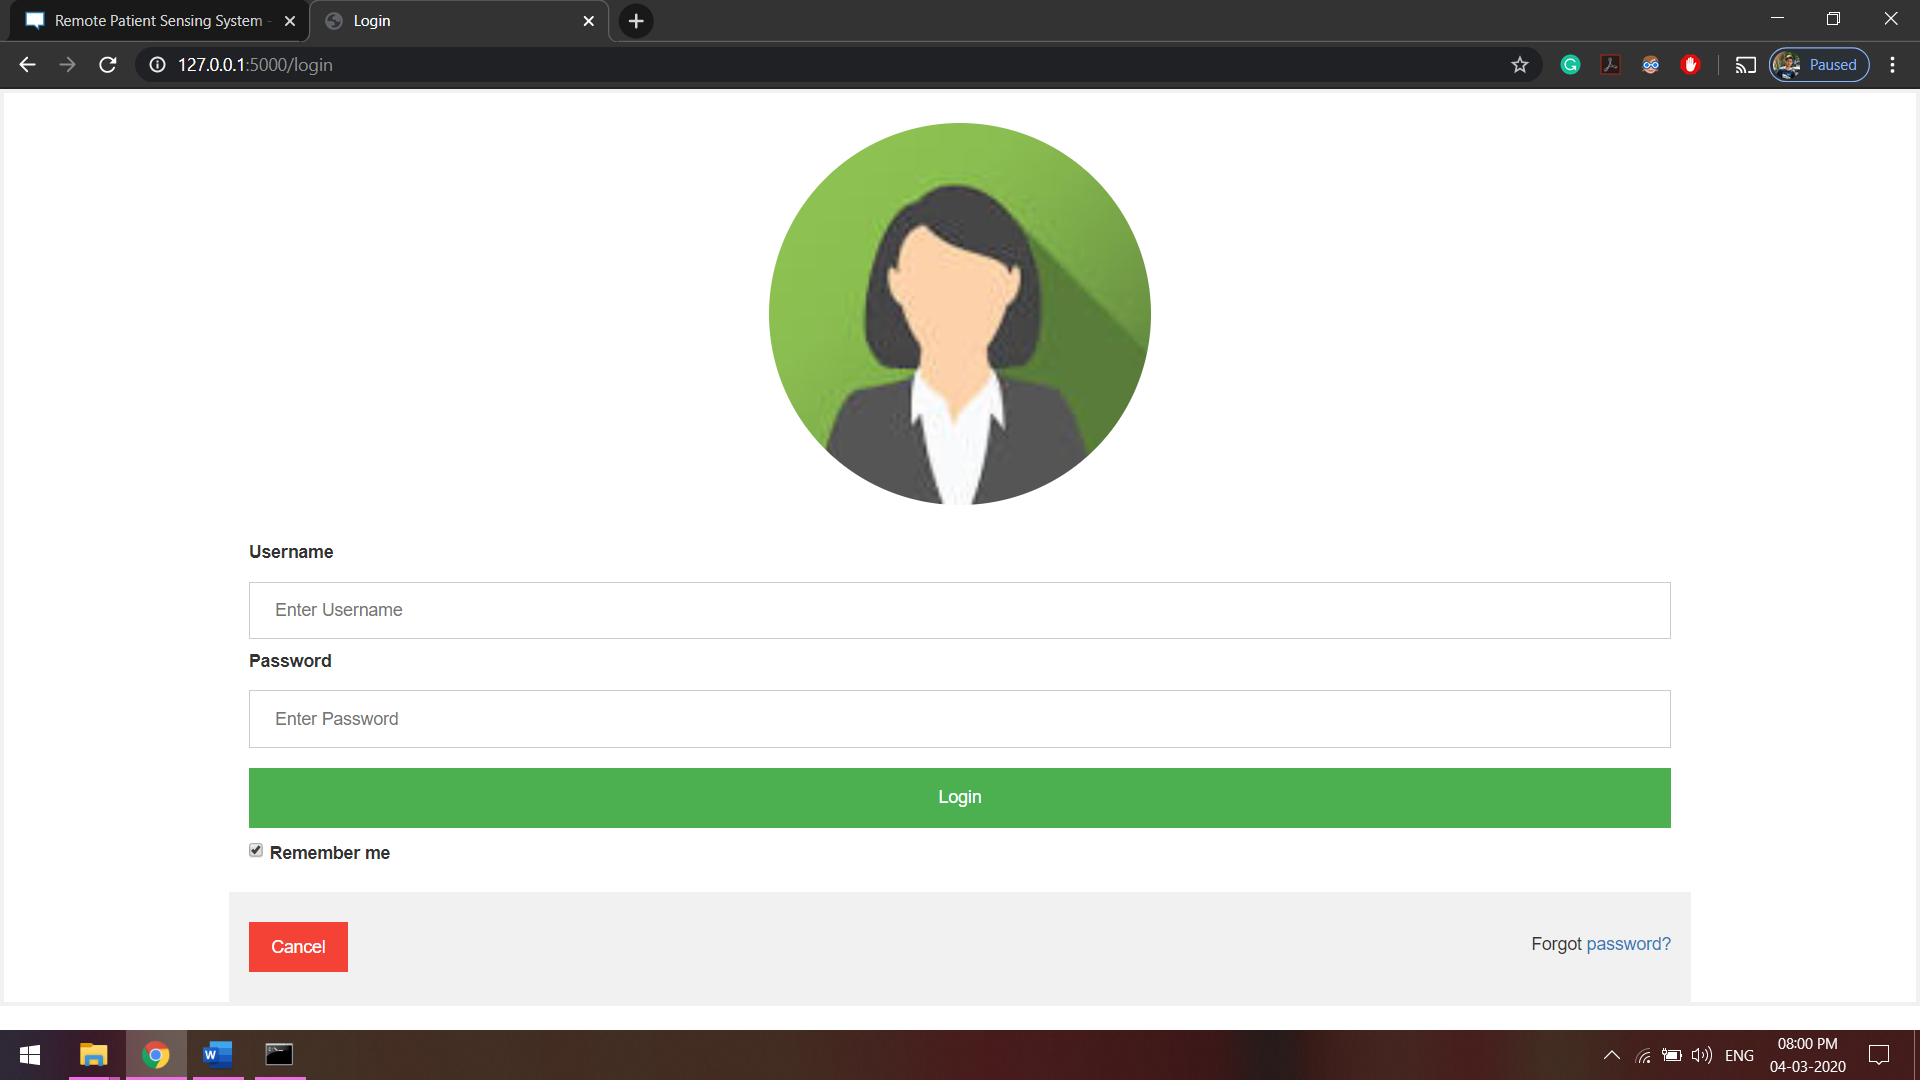 Remote Patient Sensing System -
Login
127.0.0.1:5000/login
Paused
Username
Enter Username
Password
Enter Password
Login
Remember me
Cancel
Forgot password?
W
ENG
08:00 PM
04-03-2020